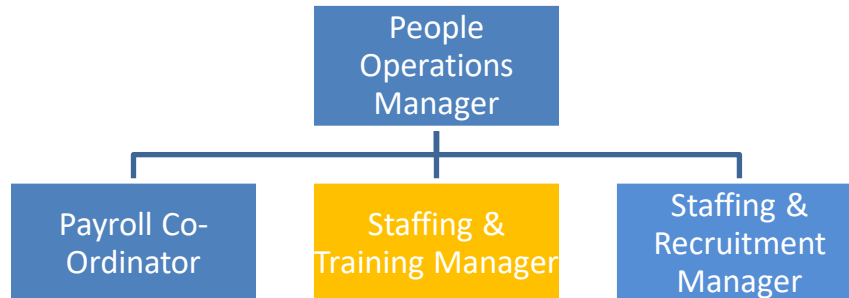 People
Operations
Manager
Payroll Co-
Ordinator
Staffing &
Training Manager
Staffing &
Recruitment
Manager